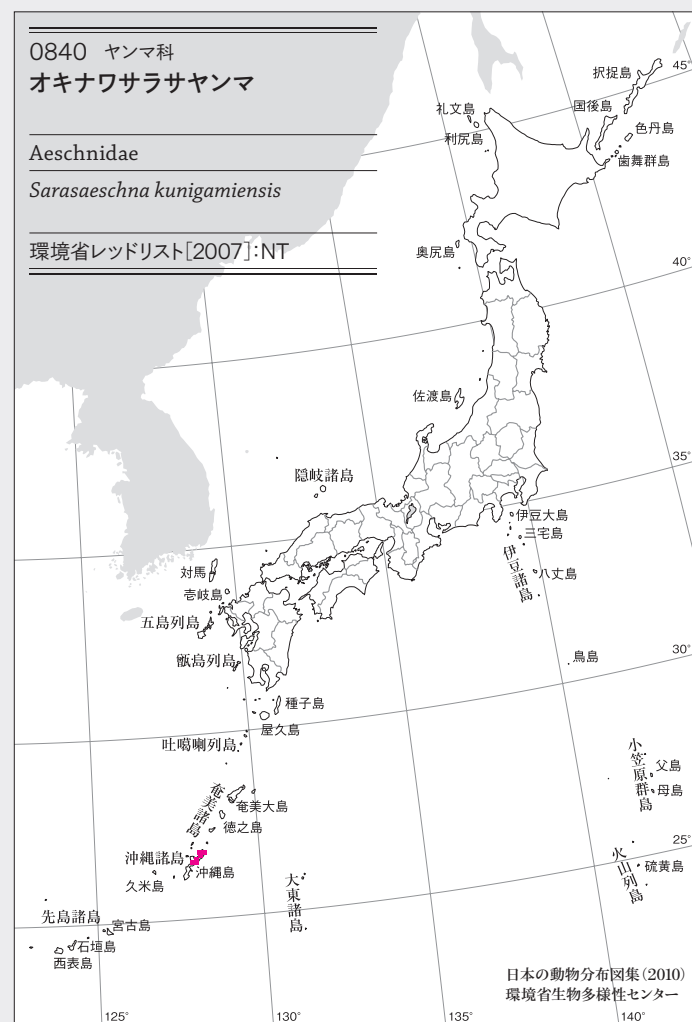 0840 ヤンマ科
オキナワサラサヤンマ
Aeschnidae
Sarasaeschna kunigamiensis
環境省レッドリスト[2007]:NT
択捉島
国後島
色丹島
歯舞群島
礼文島
利尻島
奥尻島
佐渡島
隠岐諸島
伊豆大島
三宅島
伊豆諸島
八丈島
対馬
壱岐島
五島列島
甑島列島
鳥島
種子島
屋久島
吐噶喇列島
小笠原群島
父島
母島
奄美諸島
奄美大島
徳之島
沖縄諸島
沖縄島
久米島
大東諸島
火山列島
硫黄島
先島諸島
宮古島
石垣島
西表島
45°
40°
35°
30°
25°
125°
130°
135°
140°
日本の動物分布図集(2010)
環境省生物多様性センター